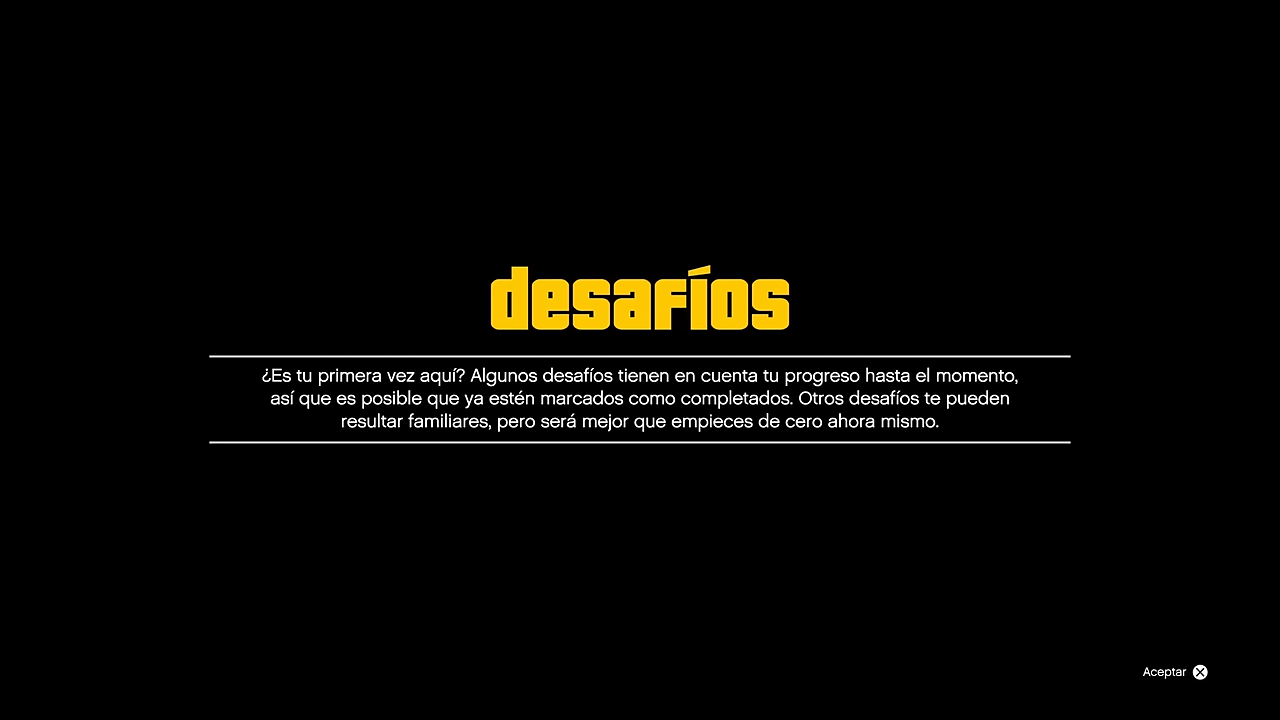 desafíos
¿Es tu primera vez aquí? Algunos desafíos tienen en cuenta tu progreso hasta el momento,
así que es posible que ya estén marcados como completados. Otros desafíos te pueden
resultar familiares, pero será mejor que empieces de cero ahora mismo.
Aceptar